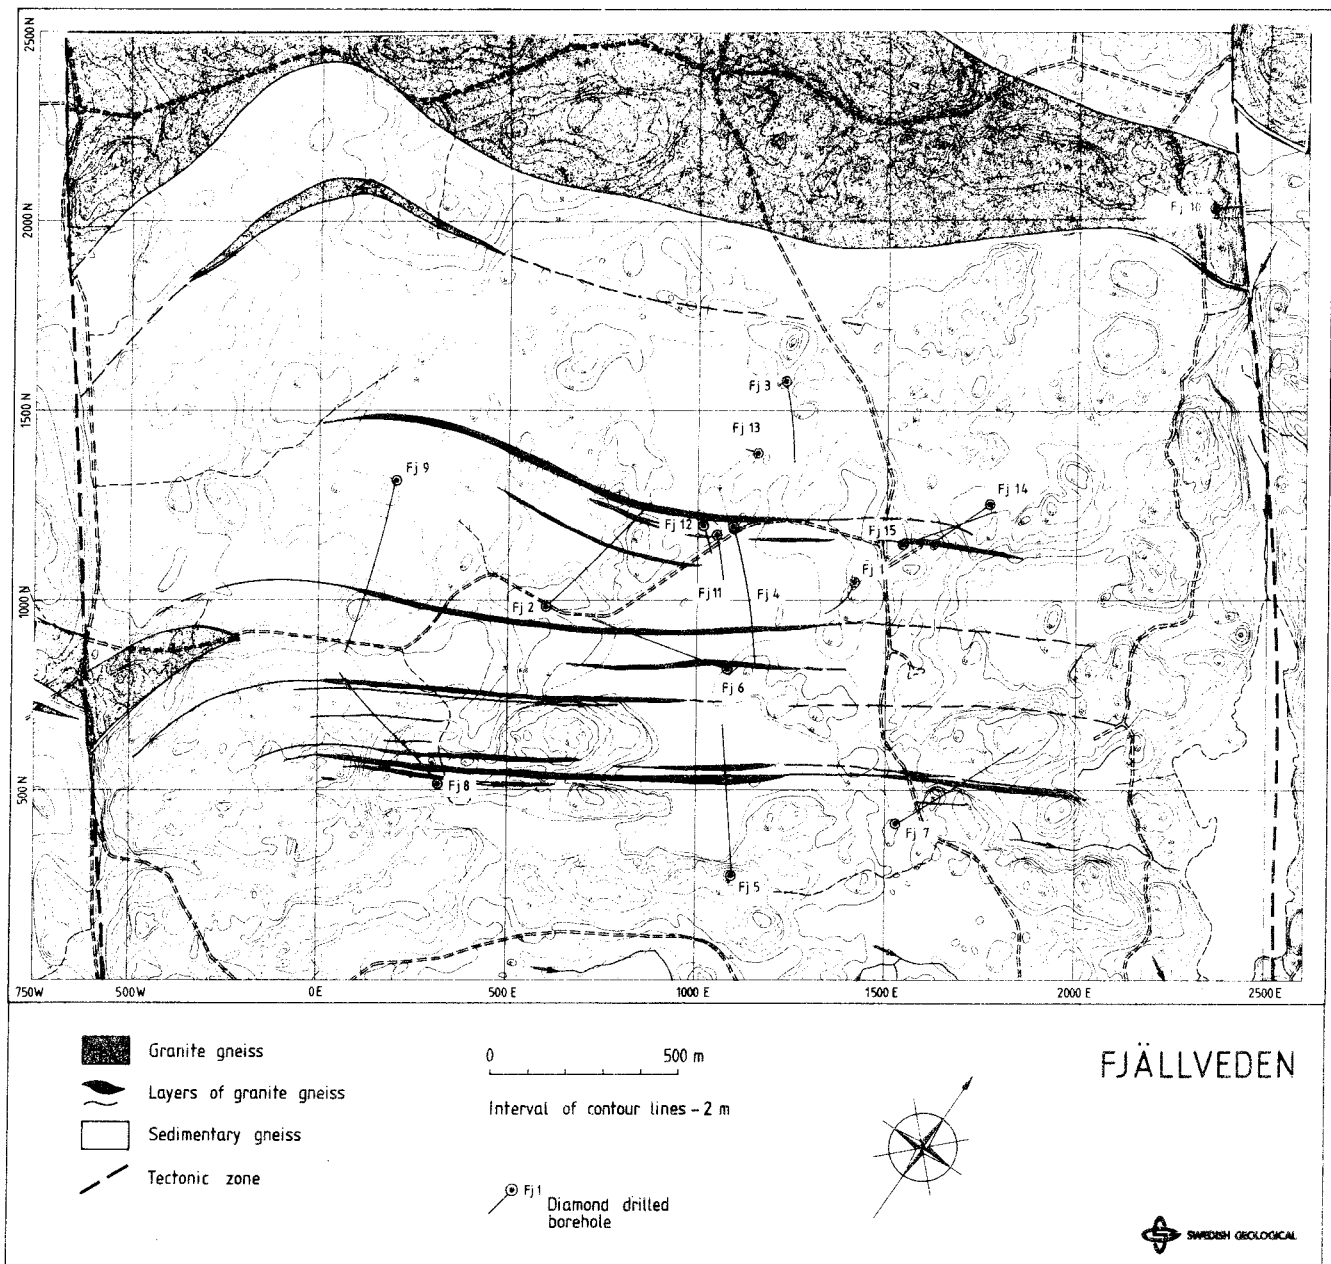 2500 N
2000 N
1500 N
1000 N
500 N
Fj 10
Fj 3
Fj 13
Fj 9
Fj 14
Fj 12
Fj 15
Fj 1
Fj 2
Fj 11
Fj 4
Fj 6
Fj 8
Fj 7
Fj 5
750W
500W
0 E
500 E
1000 E
1500 E
2000 E
2500 E
Granite gneiss
Layers of granite gneiss
Sedimentary gneiss
Tectonic zone
0 500 m
Interval of contour lines – 2 m
Fj 1
Diamond drilled
borehole
FJÄLLVEDEN
SWEDISH GEOLOGICAL